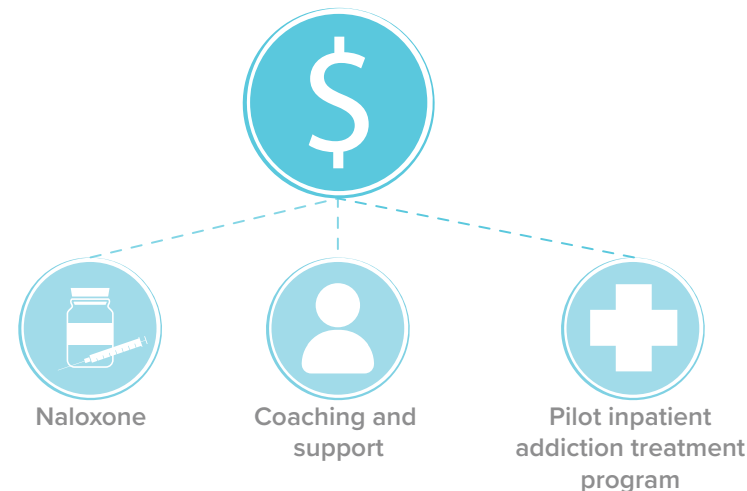 $
Naloxone
Coaching and
support
Pilot inpatient
addiction treatment
program